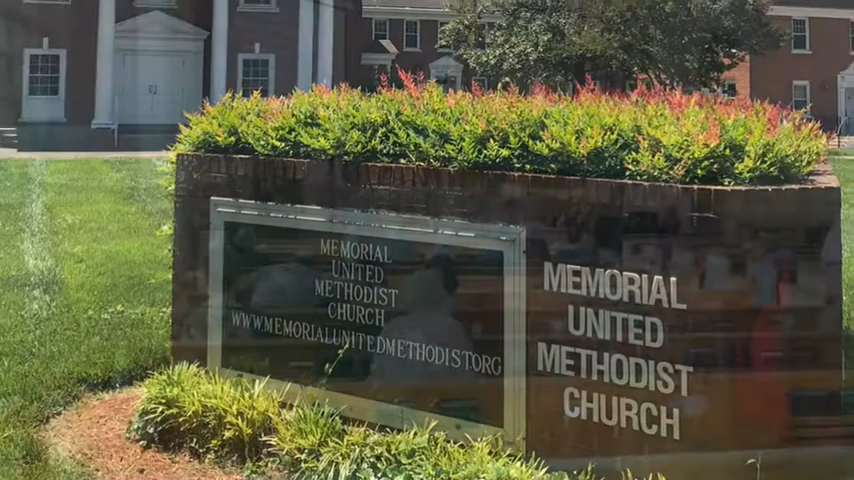 MEMORIAL
UNITED
METHODIST
CHURCH
WWW.MEMORIALUNITEDMETHODIST.ORG
MEMORIAL
UNITED
METHODIST
CHURCH